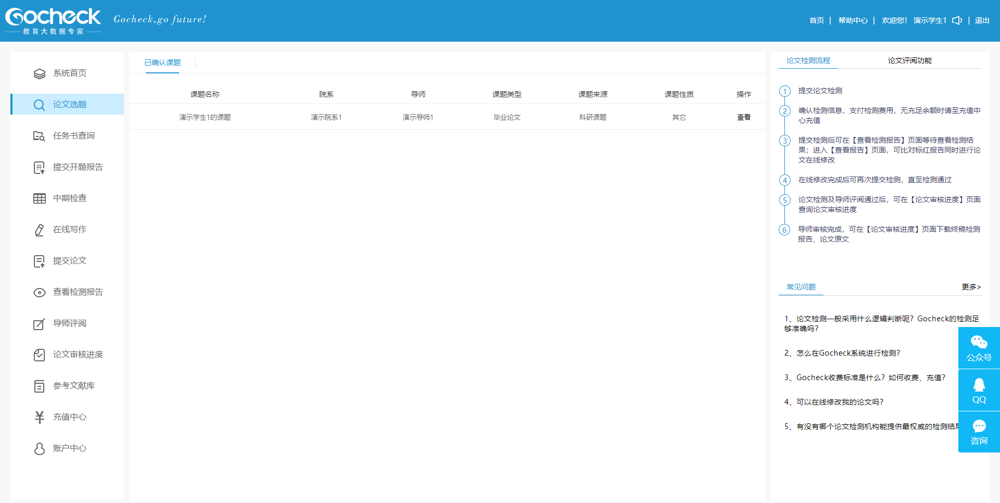 Gocheck
教育大数据专家
Gocheck,go future!
首页 | 帮助中心 | 欢迎您! 演示学生1 | 退出
系统首页
论文选题
任务书查询
提交开题报告
中期检查
在线写作
提交论文
查看检测报告
导师评阅
论文审核进度
参考文献库
充值中心
账户中心
已确认课题
课题名称 院系 导师 课题类型 课题来源 课题性质 操作
演示学生1的课题 演示院系1 演示导师1 毕业论文 科研课题 其它 查看
论文检测流程 论文评阅功能
1 提交论文检测
2 确认检测信息，支付检测费用，无充足余额时请至充值中
心充值
3 提交检测后可在【查看检测报告】页面等待查看检测结
果；进入【查看报告】页面，可比对标红报告同时进行论
文在线修改
4 在线修改完成后可再次提交检测，直至检测通过
5 论文检测及导师评阅通过后，可在【论文审核进度】页面
查询论文审核进度
6 导师审核完成，可在【论文审核进度】页面下载终稿检测
报告、论文原文
常见问题 更多>
1、论文检测一般采用什么逻辑判断呢？Gocheck的检测足
够准确吗？
2、怎么在Gocheck系统进行检测？
3、Gocheck收费标准是什么？如何收费、充值？
4、可以在线修改我的论文吗？
5、有没有哪个论文检测机构能提供最权威的检测结果
公众号
QQ
咨询